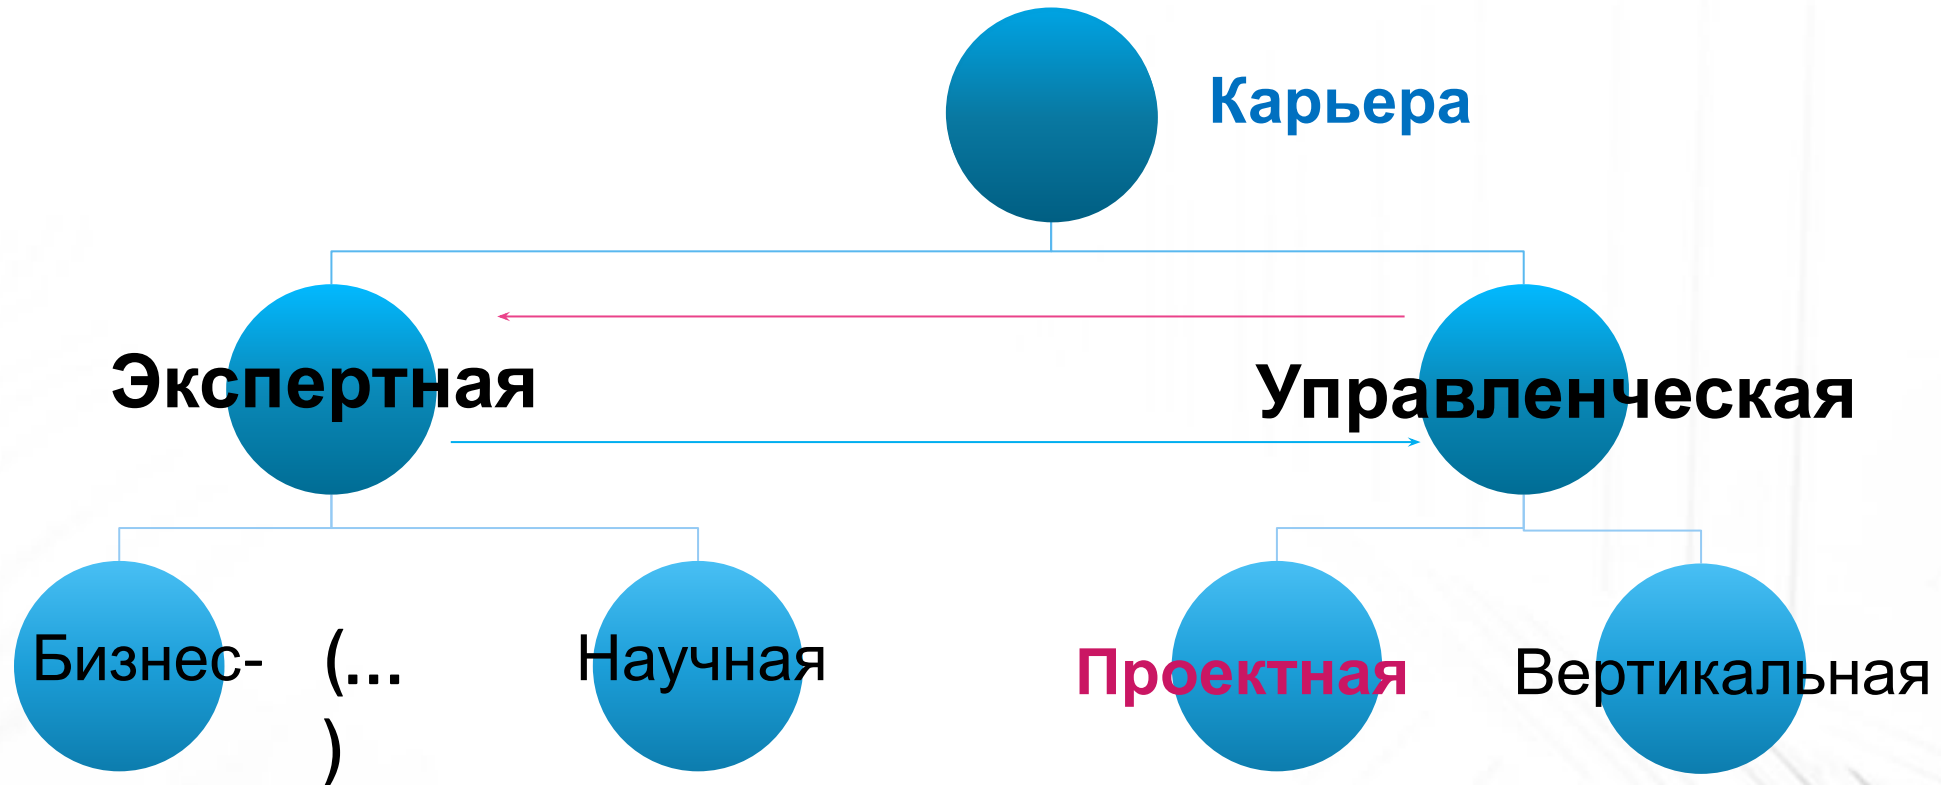 Карьера
Экспертная
Управленческая
Бизнес-
(...
)
Научная
Проектная
Вертикальная